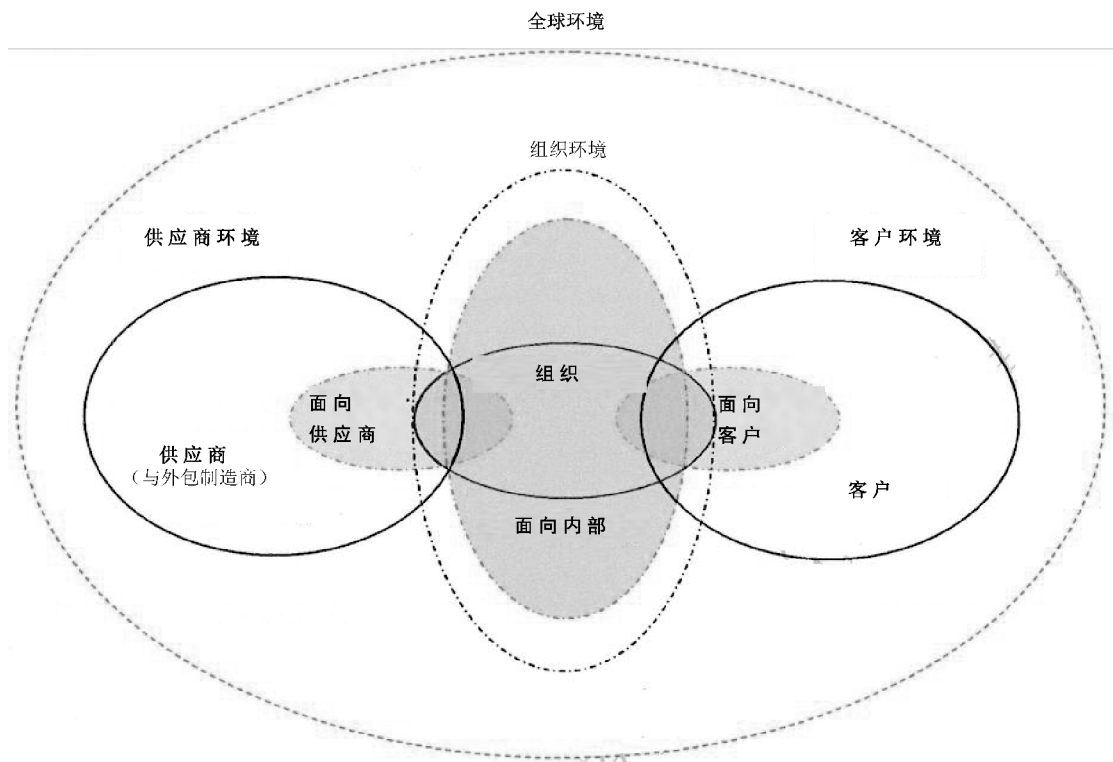 全球环境
组织环境
供应商环境
客户环境
组织
面向
供应商
面向
客户
供应商
（与外包制造商）
客户
面向内部